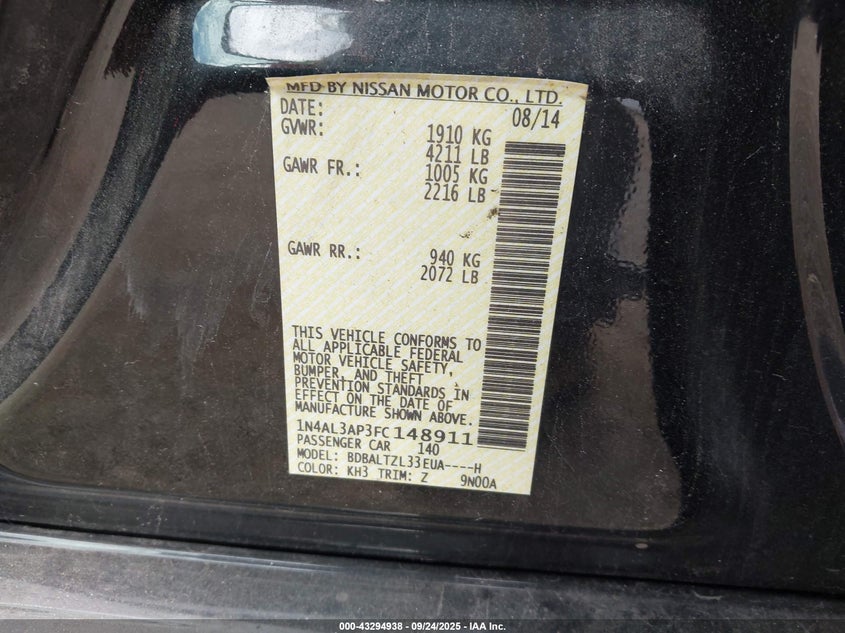 MFD BY NISSAN MOTOR CO., LTD.
DATE: 08/14
GVWR: 1910 KG
4211 LB
GAWR FR.: 1005 KG
2216 LB
GAWR RR.: 940 KG
2072 LB
THIS VEHICLE CONFORMS TO
ALL APPLICABLE FEDERAL
MOTOR VEHICLE SAFETY,
BUMPER, AND THEFT
PREVENTION STANDARDS IN
EFFECT ON THE DATE OF
MANUFACTURE SHOWN ABOVE.
1N4AL3AP3FC148911
PASSENGER CAR 140
MODEL: BDBALTZL33EUA----H
COLOR: KH3 TRIM: Z 9N00A
000-43294938 - 09/24/2025 - IAA Inc.